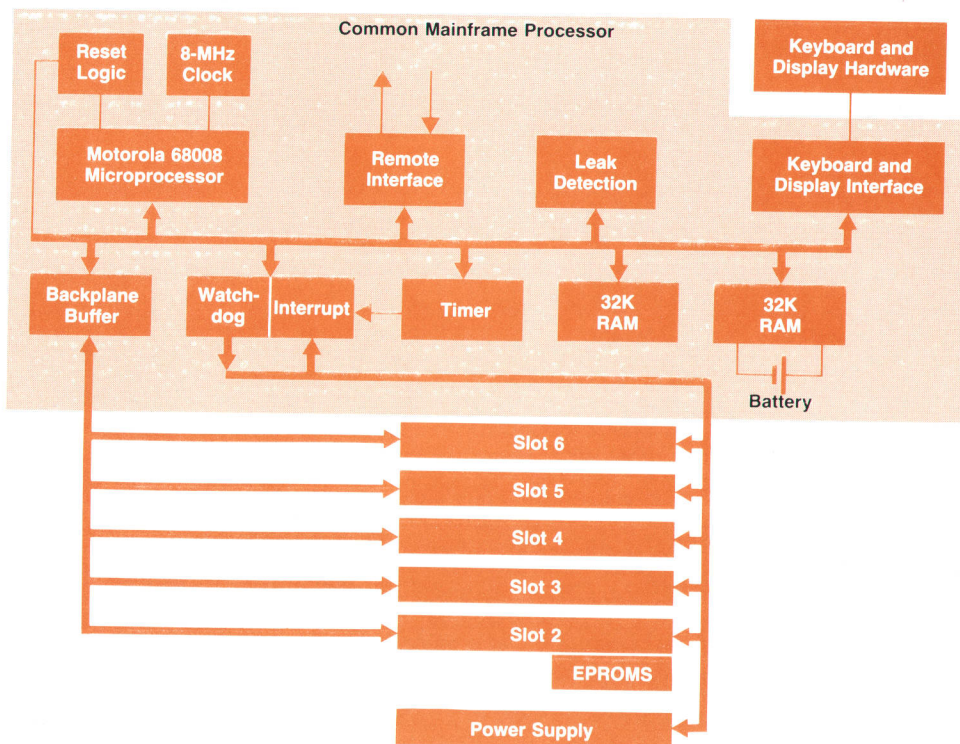 Common Mainframe Processor
Reset
Logic
8-MHz
Clock
Keyboard and
Display Hardware
Motorola 68008
Microprocessor
Remote
Interface
Leak
Detection
Keyboard and
Display Interface
Backplane
Buffer
Watch-
dog
Interrupt
Timer
32K
RAM
32K
RAM
Battery
Slot 6
Slot 5
Slot 4
Slot 3
Slot 2
EPROMS
Power Supply